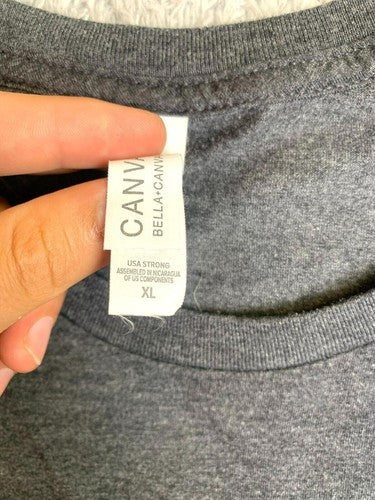 CANVA
BELLA+CANVA
USA STRONG
ASSEMBLED IN NICARAGUA
OF US COMPONENTS
XL